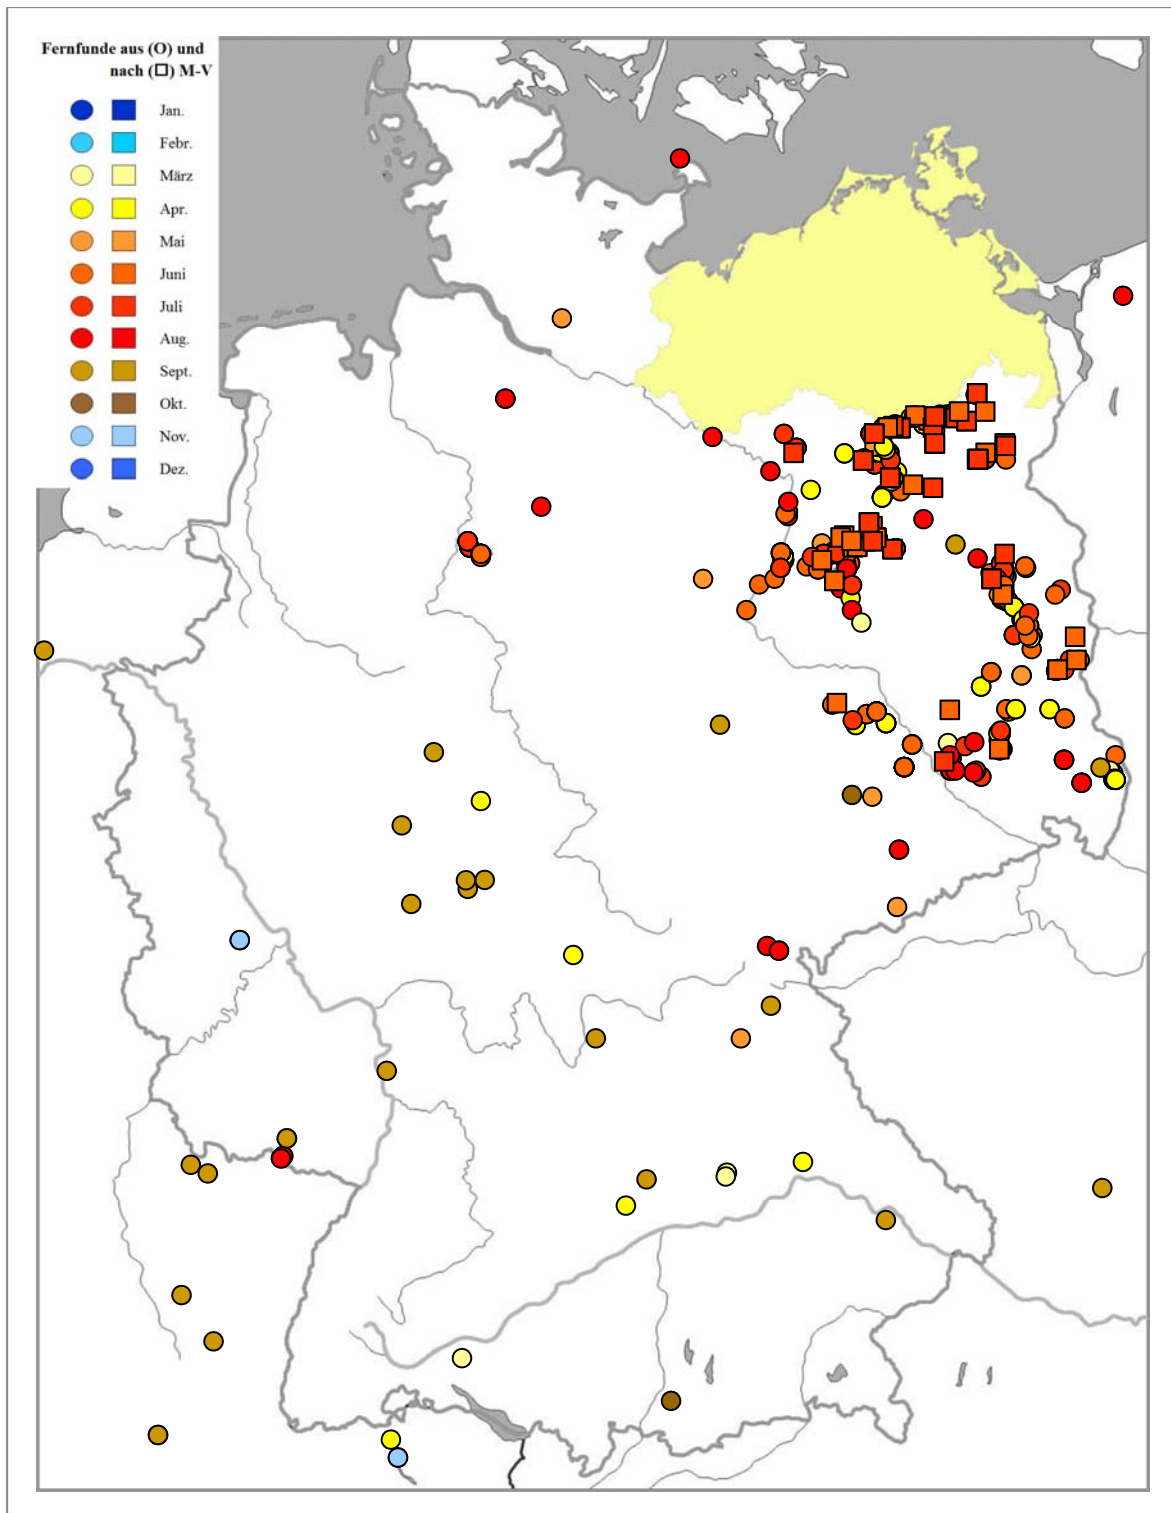 Fernfunde aus (O) und
nach (□) M-V
Jan.
Febr.
März
Apr.
Mai
Juni
Juli
Aug.
Sept.
Okt.
Nov.
Dez.